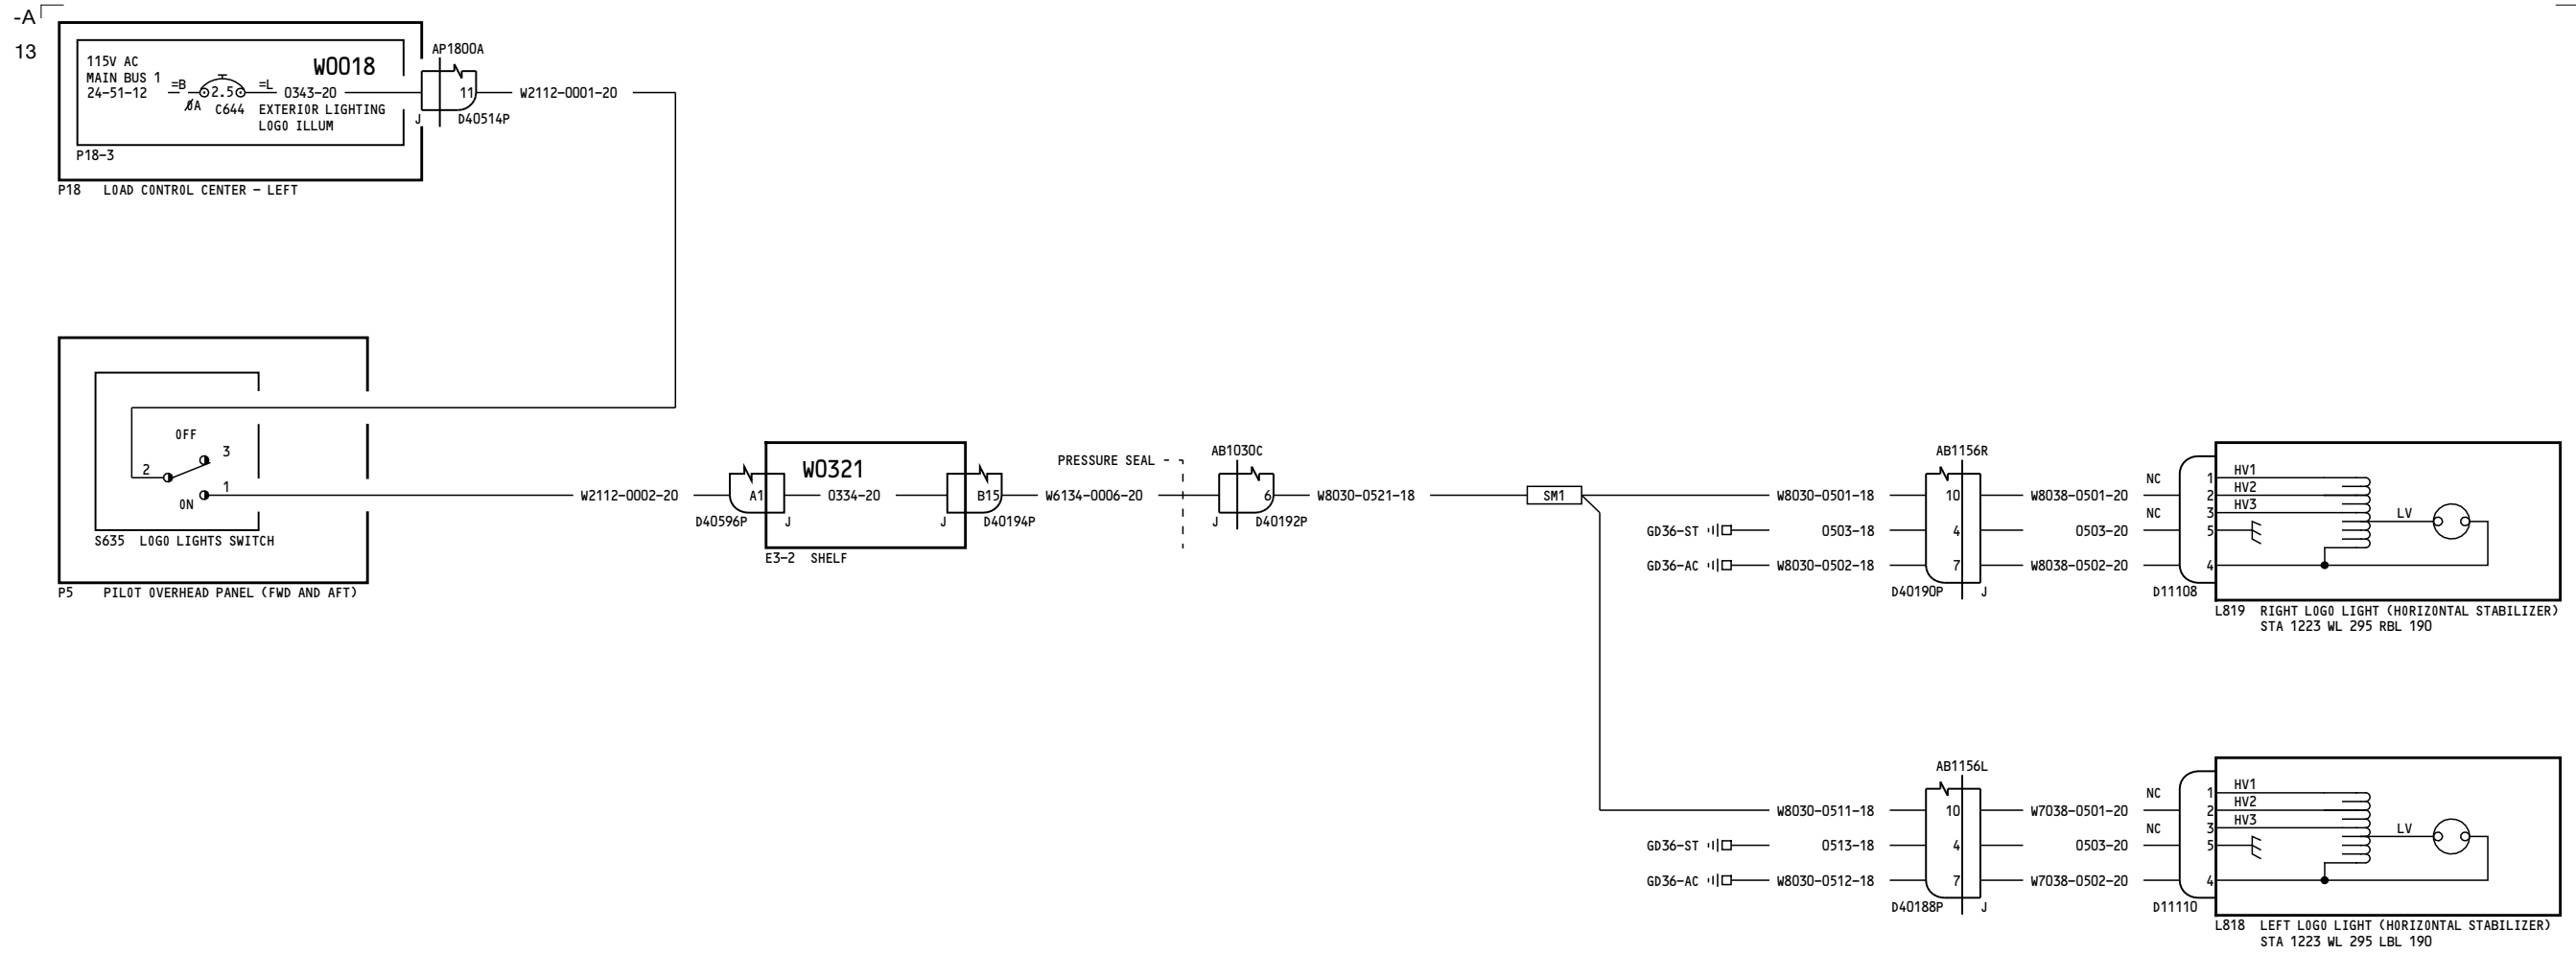 -A
13
115V AC
MAIN BUS 1
24-51-12
=B
ØA
2.5
C644
=L
W0018
0343-20
EXTERIOR LIGHTING
LOGO ILLUM
P18-3
P18 LOAD CONTROL CENTER - LEFT
AP1800A
11
J
D40514P
W2112-0001-20
OFF
3
2
1
ON
S635 LOGO LIGHTS SWITCH
P5 PILOT OVERHEAD PANEL (FWD AND AFT)
W2112-0002-20
A1
D40596P
J
W0321
0334-20
B15
J
D40194P
E3-2 SHELF
W6134-0006-20
PRESSURE SEAL
AB1030C
6
J
D40192P
W8030-0521-18
SM1
W8030-0501-18
GD36-ST
0503-18
GD36-AC
W8030-0502-18
AB1156R
10
4
7
D40190P
J
W8038-0501-20
0503-20
W8038-0502-20
NC
NC
1
2
3
5
4
D11108
HV1
HV2
HV3
LV
L819 RIGHT LOGO LIGHT (HORIZONTAL STABILIZER)
STA 1223 WL 295 RBL 190
W8030-0511-18
GD36-ST
0513-18
GD36-AC
W8030-0512-18
AB1156L
10
4
7
D40188P
J
W7038-0501-20
0503-20
W7038-0502-20
NC
NC
1
2
3
5
4
D11110
HV1
HV2
HV3
LV
L818 LEFT LOGO LIGHT (HORIZONTAL STABILIZER)
STA 1223 WL 295 LBL 190